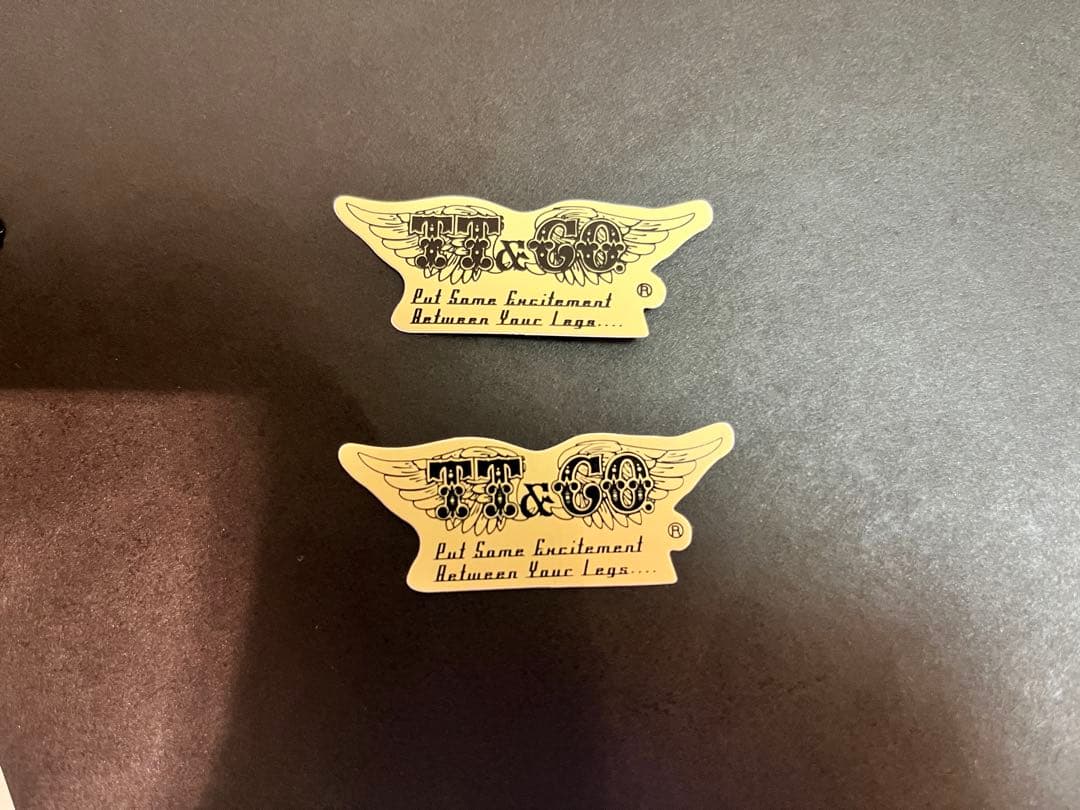 TT&CO.
®
Put Some Excitement
Between Your Legs....
TT&CO.
®
Put Some Excitement
Between Your Legs....